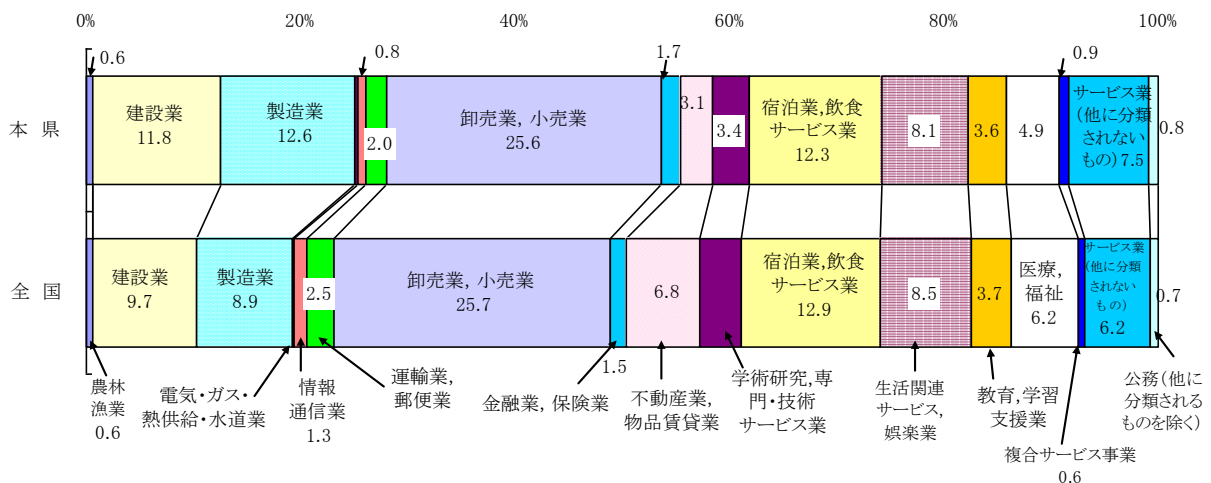 0%
20%
40%
60%
80%
100%
0.6
0.8
1.7
0.9
本 県
建設業
11.8
製造業
12.6
2.0
卸売業, 小売業
25.6
3.1
3.4
宿泊業,飲食
サービス業
12.3
8.1
3.6
4.9
サービス業
(他に分類
されない
もの)7.5
0.8
全 国
建設業
9.7
製造業
8.9
2.5
卸売業, 小売業
25.7
6.8
宿泊業,飲食
サービス業
12.9
8.5
3.7
医療,
福祉
6.2
サービス業
(他に分類
されない
もの)
6.2
0.7
農林
漁業
0.6
電気・ガス・
熱供給・水道業
情報
通信業
1.3
運輸業,
郵便業
金融業, 保険業
1.5
不動産業,
物品賃貸業
学術研究,専
門・技術
サービス業
生活関連
サービス,
娯楽業
教育,学習
支援業
複合サービス事業
0.6
公務(他に
分類される
ものを除く)